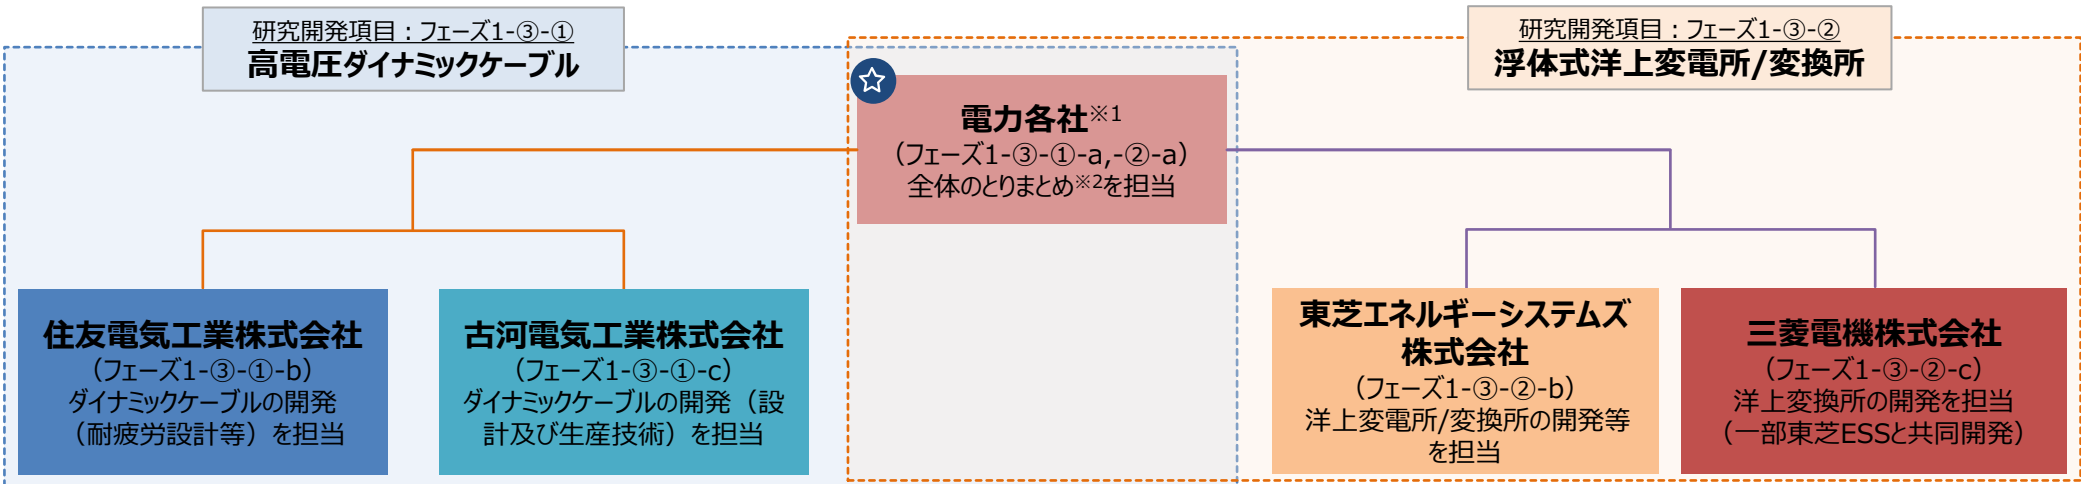 研究開発項目：フェーズ1-③-①
高電圧ダイナミックケーブル
研究開発項目：フェーズ1-③-②
浮体式洋上変電所/変換所
電力各社※1
（フェーズ1-③-①-a,-②-a）
全体のとりまとめ※2を担当
住友電気工業株式会社
（フェーズ1-③-①-b）
ダイナミックケーブルの開発
（耐疲労設計等）を担当
古河電気工業株式会社
（フェーズ1-③-①-c）
ダイナミックケーブルの開発（設
計及び生産技術）を担当
東芝エネルギーシステムズ
株式会社
（フェーズ1-③-②-b）
洋上変電所/変換所の開発等
を担当
三菱電機株式会社
（フェーズ1-③-②-c）
洋上変換所の開発を担当
（一部東芝ESSと共同開発）